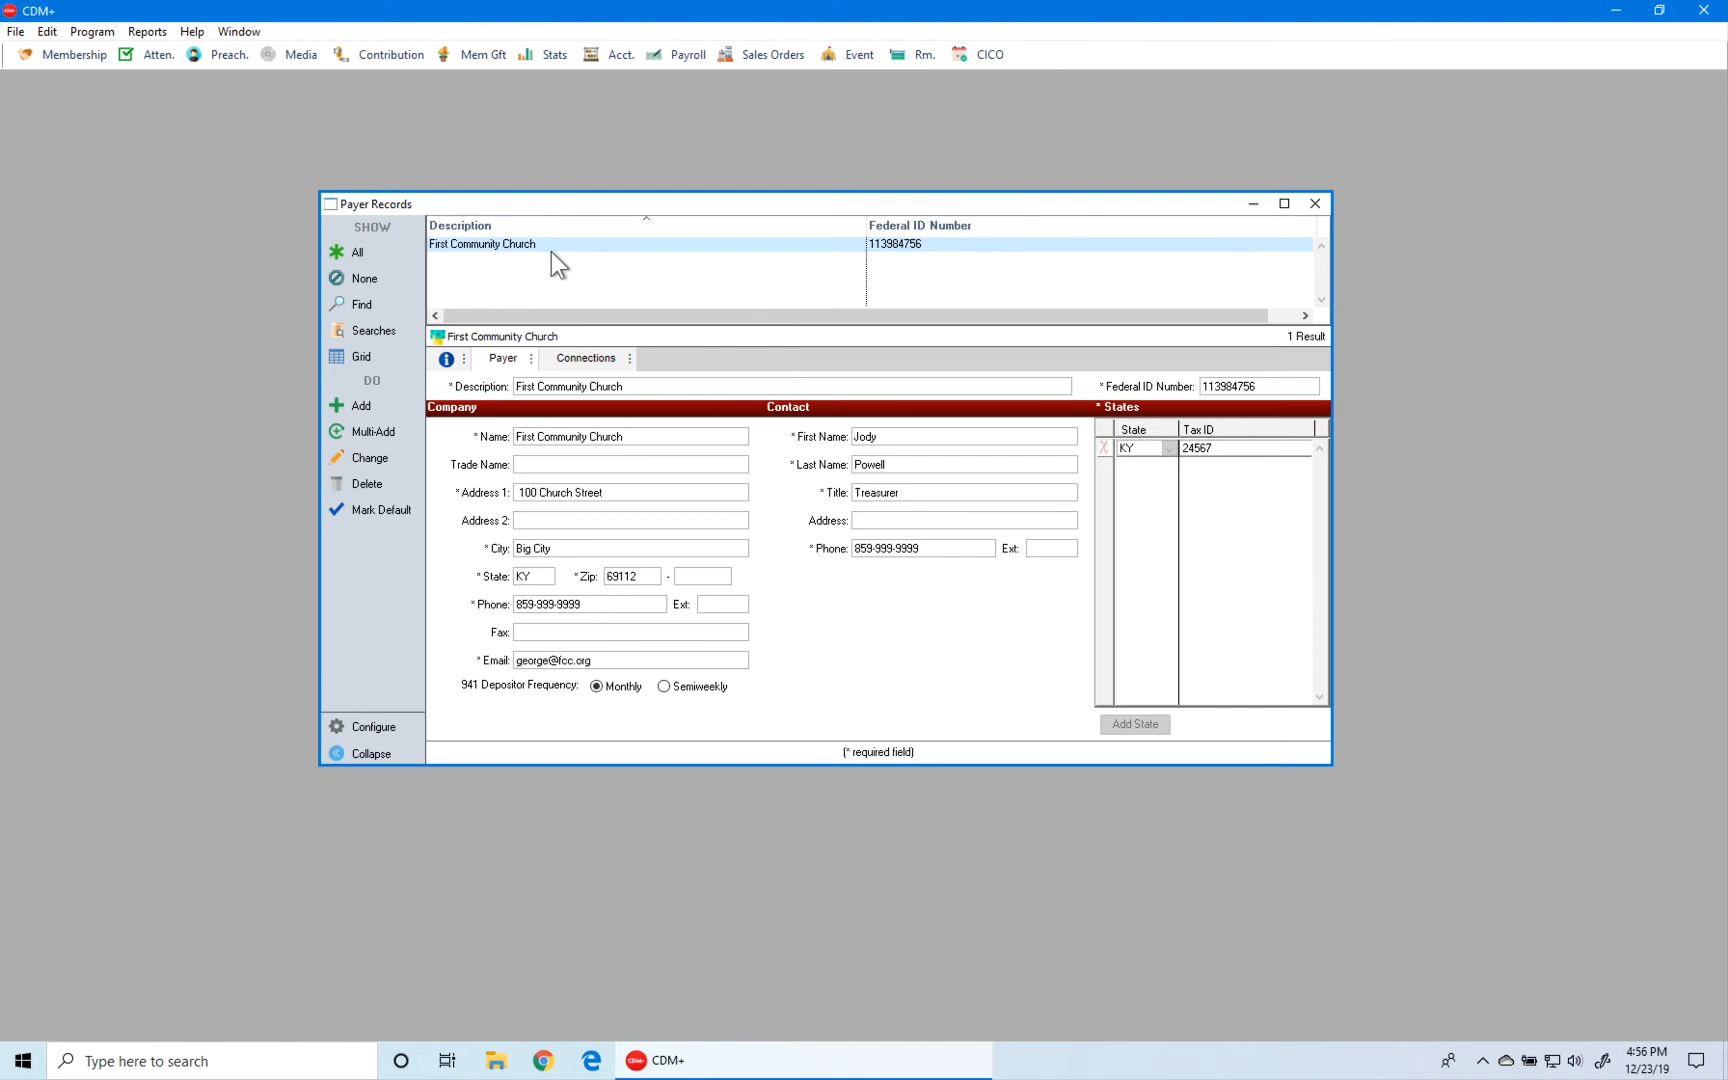 CDM+
File Edit Program Reports Help Window
Membership Atten. Preach. Media Contribution Mem Gft Stats Acct. Payroll Sales Orders Event Rm. CICO
Payer Records
SHOW
All
None
Find
Searches
Grid
DO
Add
Multi-Add
Change
Delete
Mark Default
Configure
Collapse
Description Federal ID Number
First Community Church 113984756
First Community Church 1 Result
Payer Connections
* Description: First Community Church * Federal ID Number: 113984756
Company Contact * States
* Name: First Community Church
Trade Name:
* Address 1: 100 Church Street
Address 2:
* City: Big City
* State: KY * Zip: 69112 -
* Phone: 859-999-9999 Ext:
Fax:
* Email: george@fcc.org
941 Depositor Frequency: Monthly Semiweekly
* First Name: Jody
* Last Name: Powell
* Title: Treasurer
Address:
* Phone: 859-999-9999 Ext:
State Tax ID
X KY 24567
Add State
(* required field)
Type here to search
CDM+ CDM+
4:56 PM
12/23/19